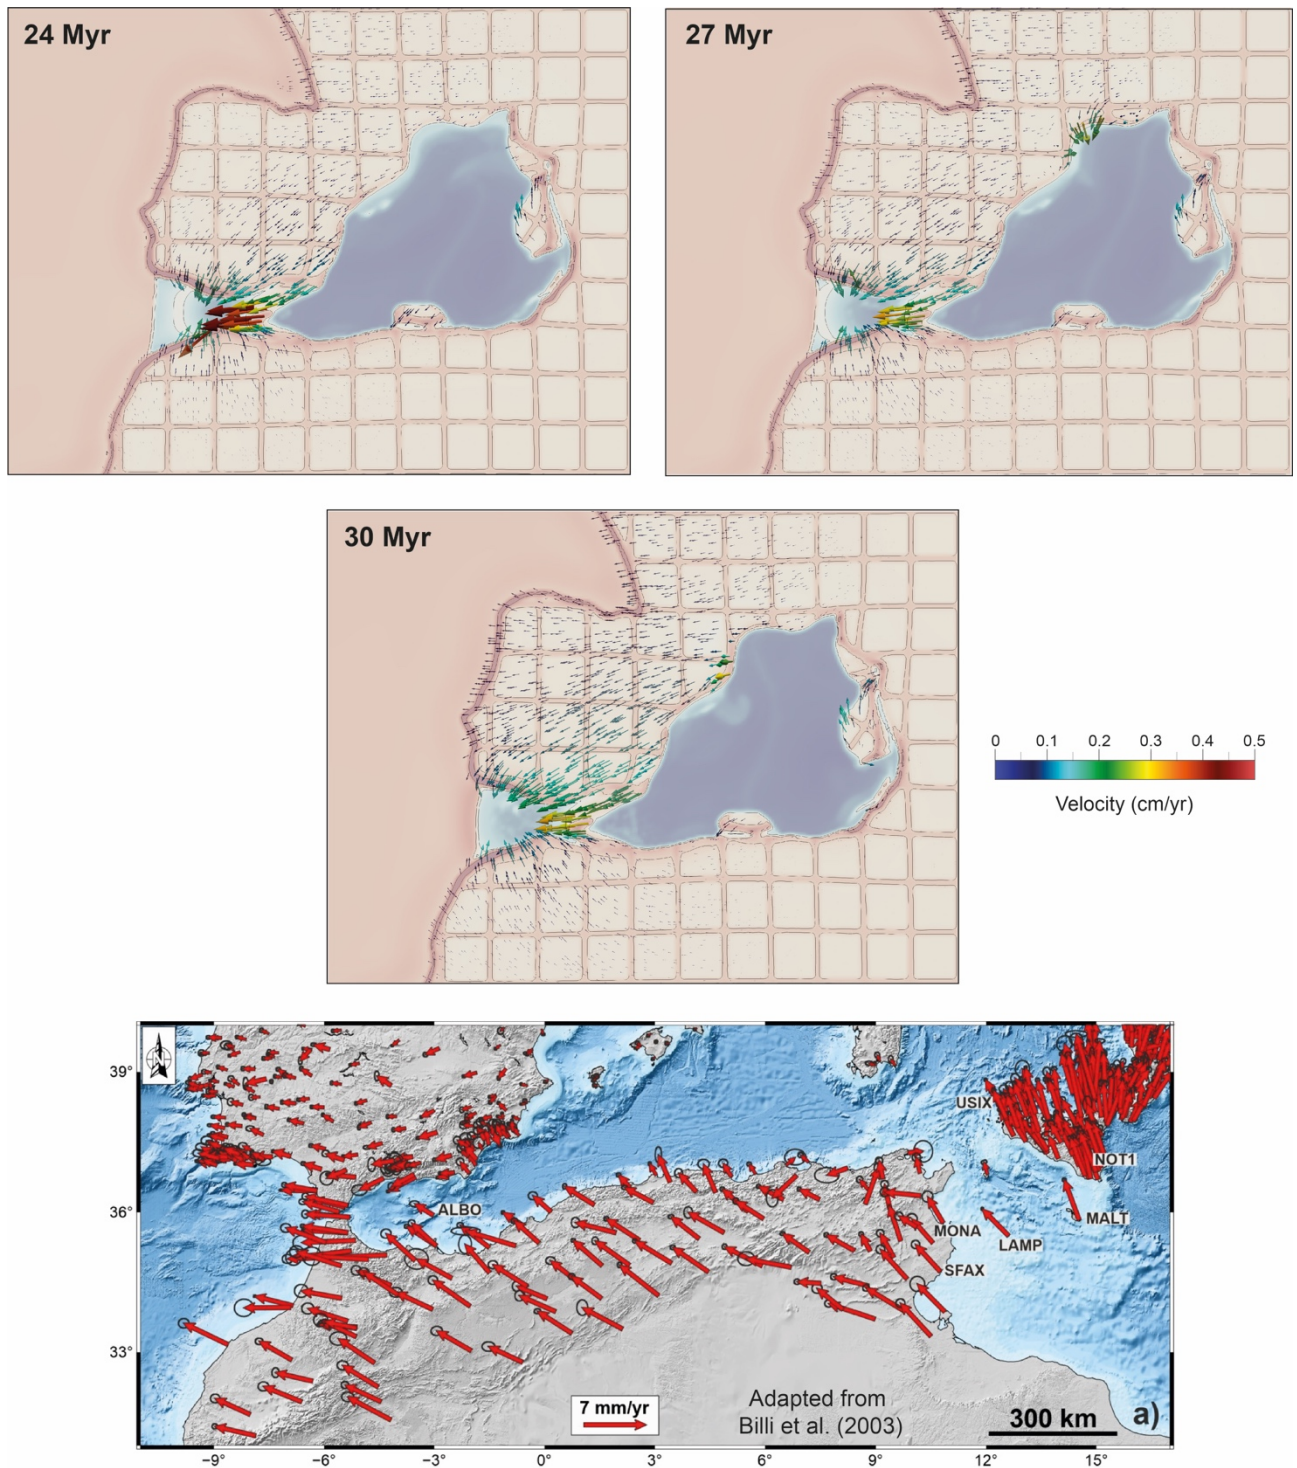 24 Myr
27 Myr
30 Myr
0 0.1 0.2 0.3 0.4 0.5
Velocity (cm/yr)
N
39°
36°
33°
USIX
NOT1
MALT
LAMP
MONA
SFAX
ALBO
7 mm/yr
Adapted from
Billi et al. (2003)
300 km
a)
−9° −6° −3° 0° 3° 6° 9° 12° 15°